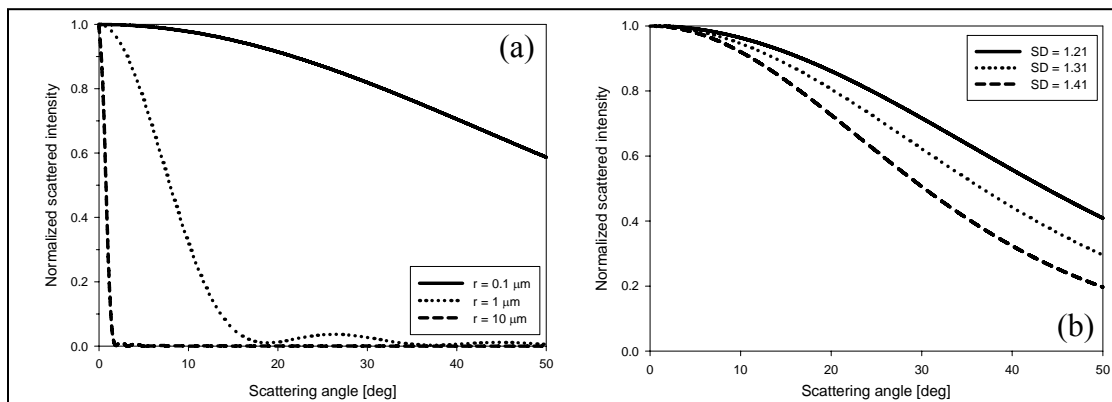 (a)
Normalized scattered intensity
1.0
0.8
0.6
0.4
0.2
0.0
r = 0.1 μm
r = 1 μm
r = 10 μm
0 10 20 30 40 50
Scattering angle [deg]
(b)
Normalized scattered intensity
1.0
0.8
0.6
0.4
0.2
0.0
SD = 1.21
SD = 1.31
SD = 1.41
0 10 20 30 40 50
Scattering angle [deg]